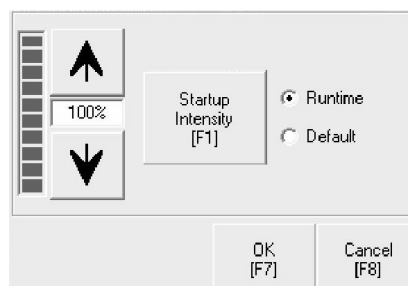 100%
Startup
Intensity
[F1]
Runtime
Default
OK
[F7]
Cancel
[F8]